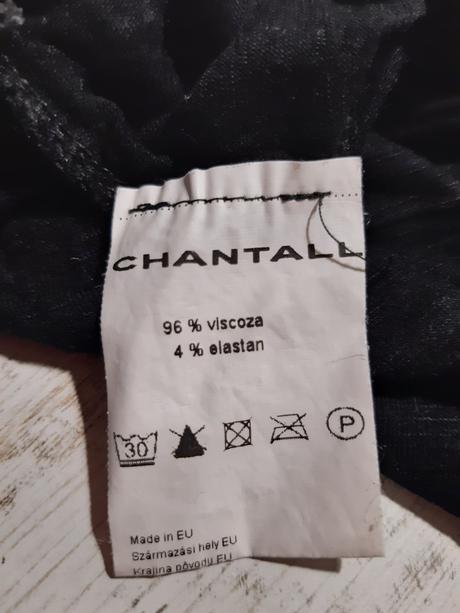 CHANTALL
96 % viscoza
4 % elastan
30 P
Made in EU
Származási hely EU
Krajina pôvodu EU